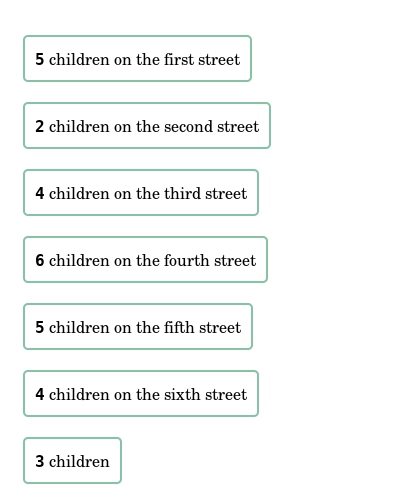 5 children on the first street
2 children on the second street
4 children on the third street
6 children on the fourth street
5 children on the fifth street
4 children on the sixth street
3 children